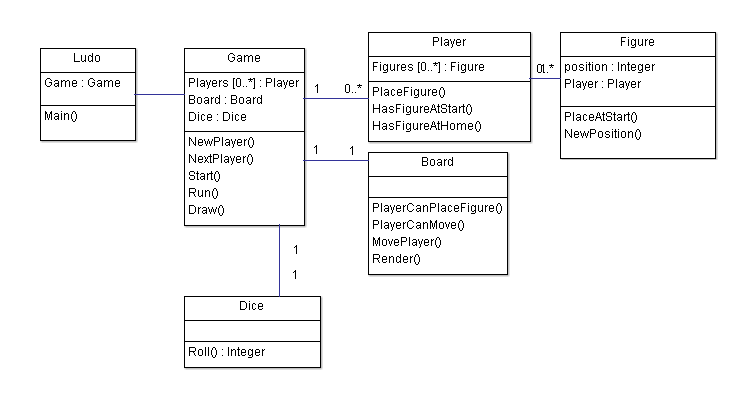 Ludo
Game : Game
Main()
Game
Players [0..*] : Player
Board : Board
Dice : Dice
NewPlayer()
NextPlayer()
Start()
Run()
Draw()
1
0..*
Player
Figures [0..*] : Figure
PlaceFigure()
HasFigureAtStart()
HasFigureAtHome()
Figure
position : Integer
Player : Player
PlaceAtStart()
NewPosition()
1
1
Board
PlayerCanPlaceFigure()
PlayerCanMove()
MovePlayer()
Render()
1
1
Dice
Roll() : Integer